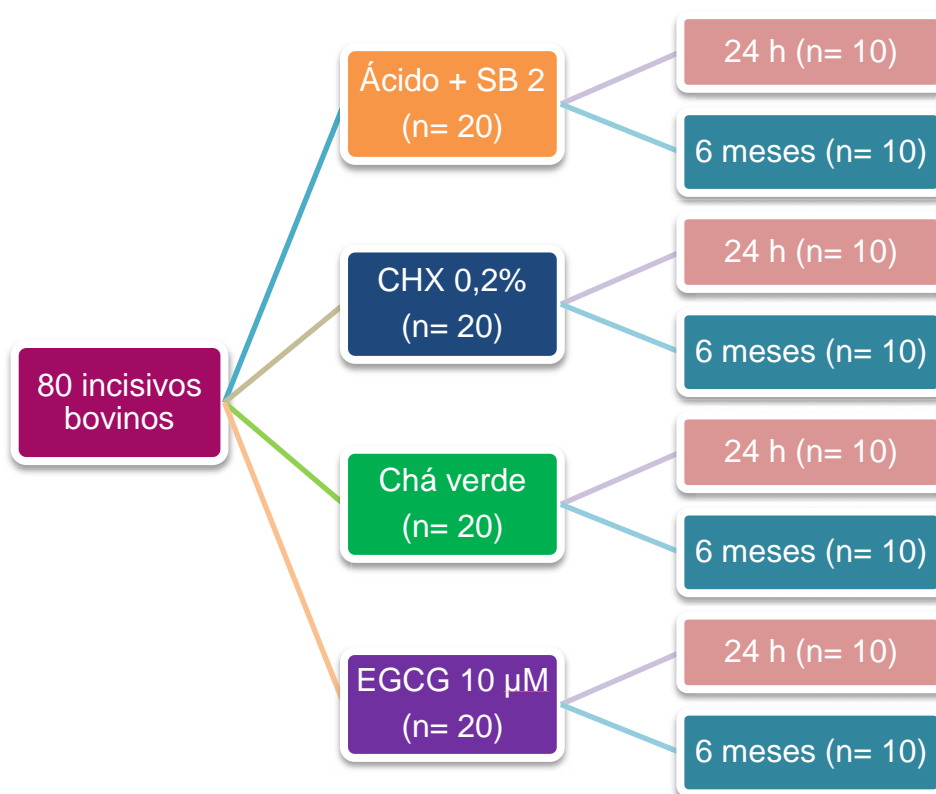 80 incisivos
bovinos
Ácido + SB 2
(n= 20)
24 h (n= 10)
6 meses (n= 10)
CHX 0,2%
(n= 20)
24 h (n= 10)
6 meses (n= 10)
Chá verde
(n= 20)
24 h (n= 10)
6 meses (n= 10)
EGCG 10 µM
(n= 20)
24 h (n= 10)
6 meses (n= 10)